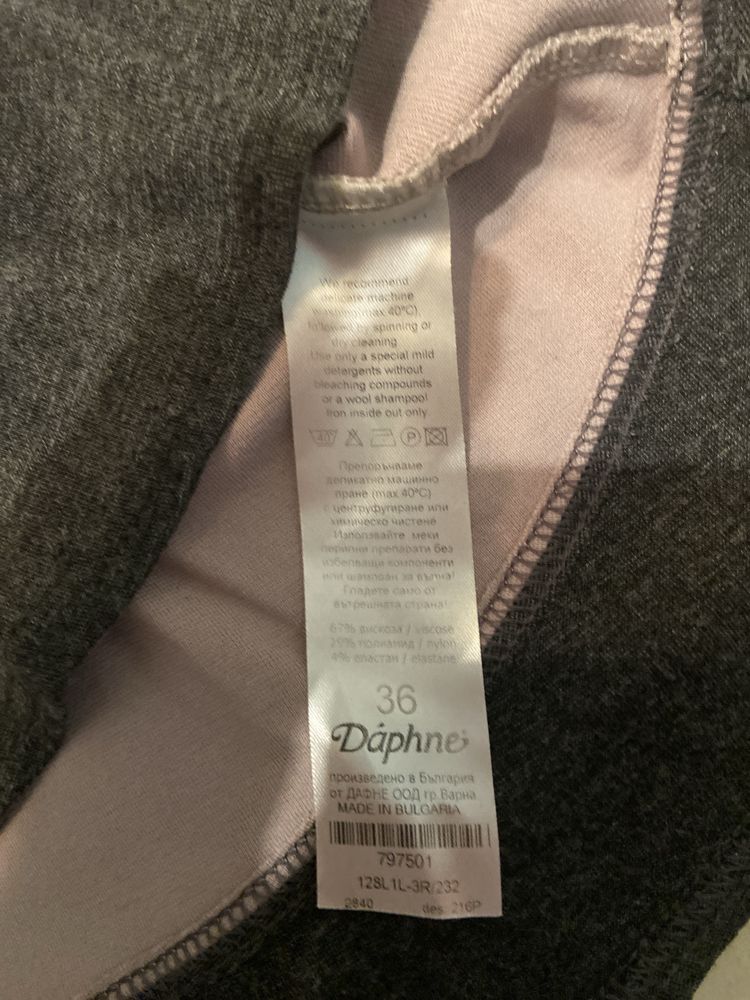 We recommend
delicate machine
washing(max 40°C)
followed by spinning or
dry cleaning
Use only a special mild
detergents without
bleaching compounds
or a wool shampoo!
Iron inside out only
40 P
Препоръчваме
деликатно машинно
пране (max 40°C)
с центруфугиране или
химическо чистене
Използвайте меки
перилни препарати без
избелващи компоненти
или шампоан за вълна!
Гладете само от
вътрешната страна!
67% вискоза / viscose
29% полиамид / nylon
4% еластан / elastane
36
Daphne
произведено в България
от ДАФНЕ ООД гр.Варна
MADE IN BULGARIA
797501
128L1L-3R/232
2840 des. 216P